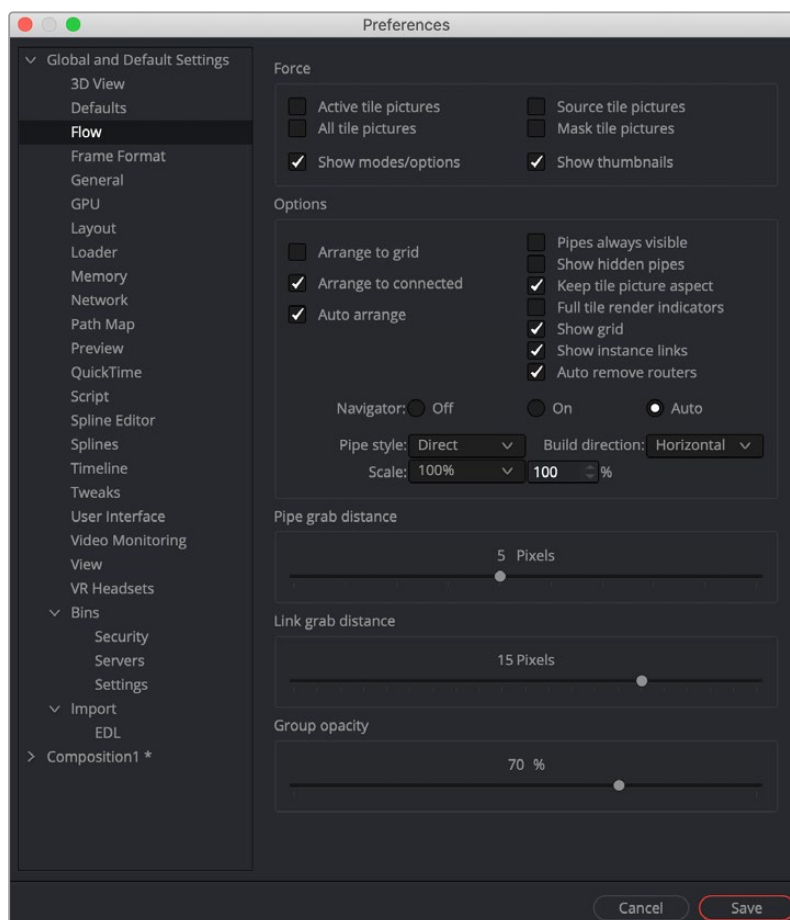 Preferences
Global and Default Settings
3D View
Defaults
Flow
Frame Format
General
GPU
Layout
Loader
Memory
Network
Path Map
Preview
QuickTime
Script
Spline Editor
Splines
Timeline
Tweaks
User Interface
Video Monitoring
View
VR Headsets
Bins
Security
Servers
Settings
Import
EDL
Composition1 *
Force
Active tile pictures
Source tile pictures
All tile pictures
Mask tile pictures
Show modes/options
Show thumbnails
Options
Arrange to grid
Arrange to connected
Auto arrange
Pipes always visible
Show hidden pipes
Keep tile picture aspect
Full tile render indicators
Show grid
Show instance links
Auto remove routers
Navigator: Off On Auto
Pipe style: Direct Build direction: Horizontal
Scale: 100% 100 %
Pipe grab distance
5 Pixels
Link grab distance
15 Pixels
Group opacity
70 %
Cancel Save